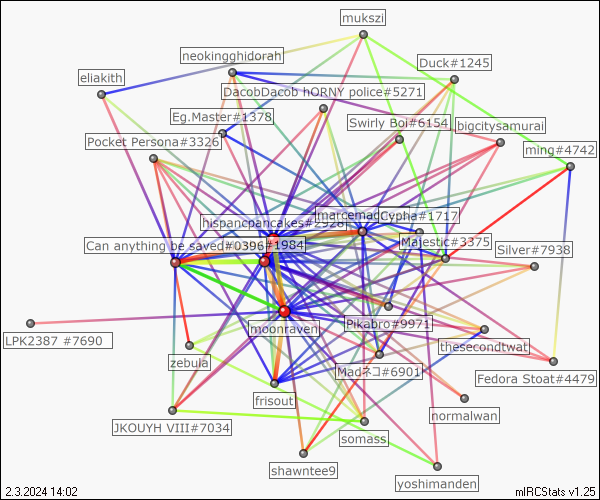 mukszi
neokingghidorah
Duck#1245
eliakith
DacobDacob hORNY police#5271
Eg.Master#1378
Swirly Boi#6154
bigcitysamurai
Pocket Persona#3326
ming#4742
hispanepancakes#2926
marcemad
Cypha#1717
Can anything be saved#0396
#1984
Majestic#3375
Silver#7938
moonraven
Pikabro#9971
LPK2387 #7690
zebula
thesecondtwat
Madネコ#6901
Fedora Stoat#4479
frisout
normalwan
JKOUYH VIII#7034
somass
shawntee9
yoshimanden
2.3.2024 14:02
mIRCStats v1.25